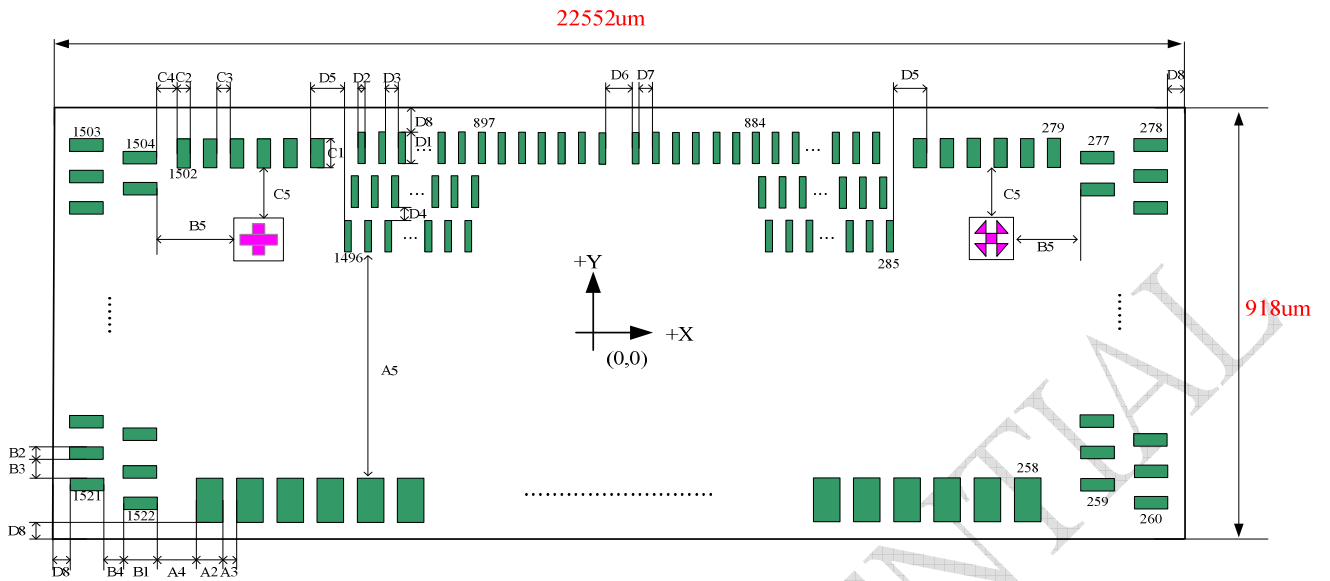 22552um
C4 C2 C3 D5 D2 D3 D6 D7 D5 D8
1503 1504 1502 C1 D8 D1 897 884 279 277 278
... ... ...
C5 D4 C5
B5 B5
1496 285
+Y
+X
(0,0)
918um
A5
B2
B3
1521 1522 258 259 260
D8
D8 B4 B1 A4 A2 A3
NTIAL